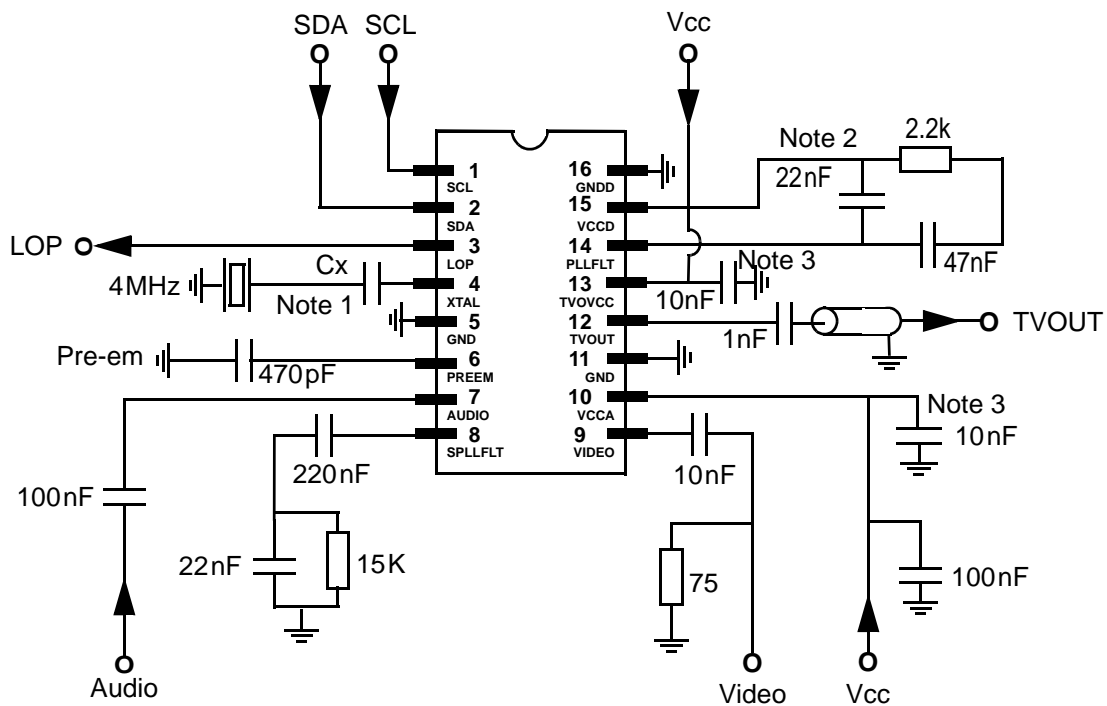 SDA SCL
Vcc
2.2k
Note 2
22nF
47nF
1
SCL
2
SDA
3
LOP
4
XTAL
5
GND
6
PREEM
7
AUDIO
8
SPLLFLT
16
GNDD
15
VCCD
14
PLLFLT
13
TVOVCC
12
TVOUT
11
GND
10
VCCA
9
VIDEO
LOP
4MHz
Cx
Note 1
Pre-em
470pF
Note 3
10nF
1nF
TVOUT
Note 3
10nF
220nF
10nF
100nF
22nF
15K
75
100nF
Audio
Video
Vcc